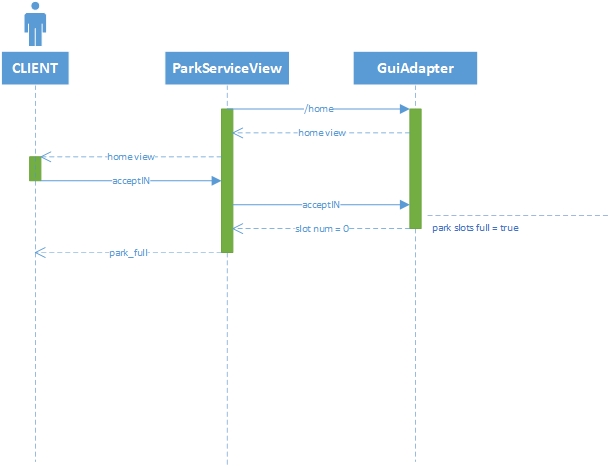 CLIENT
ParkServiceView
GuiAdapter
/home
home view
home view
acceptIN
acceptIN
slot num = 0
park slots full = true
park_full